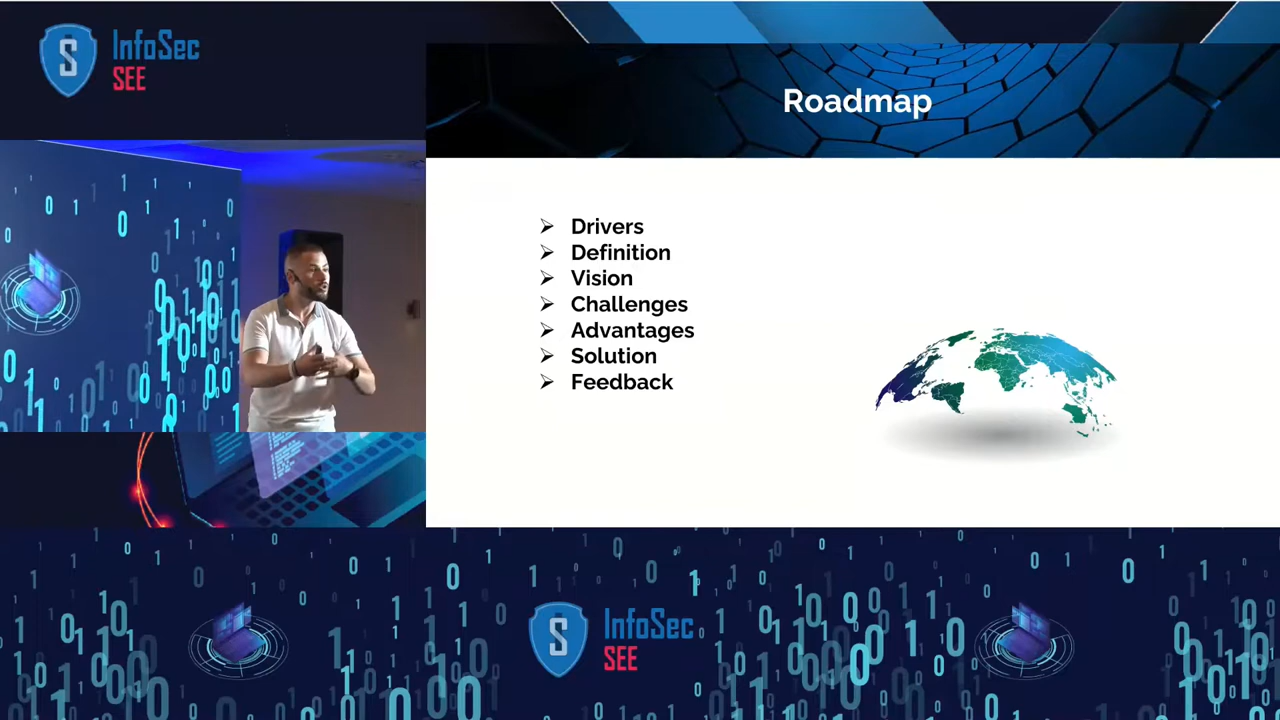 InfoSec
SEE
Roadmap
Drivers
Definition
Vision
Challenges
Advantages
Solution
Feedback
InfoSec
SEE